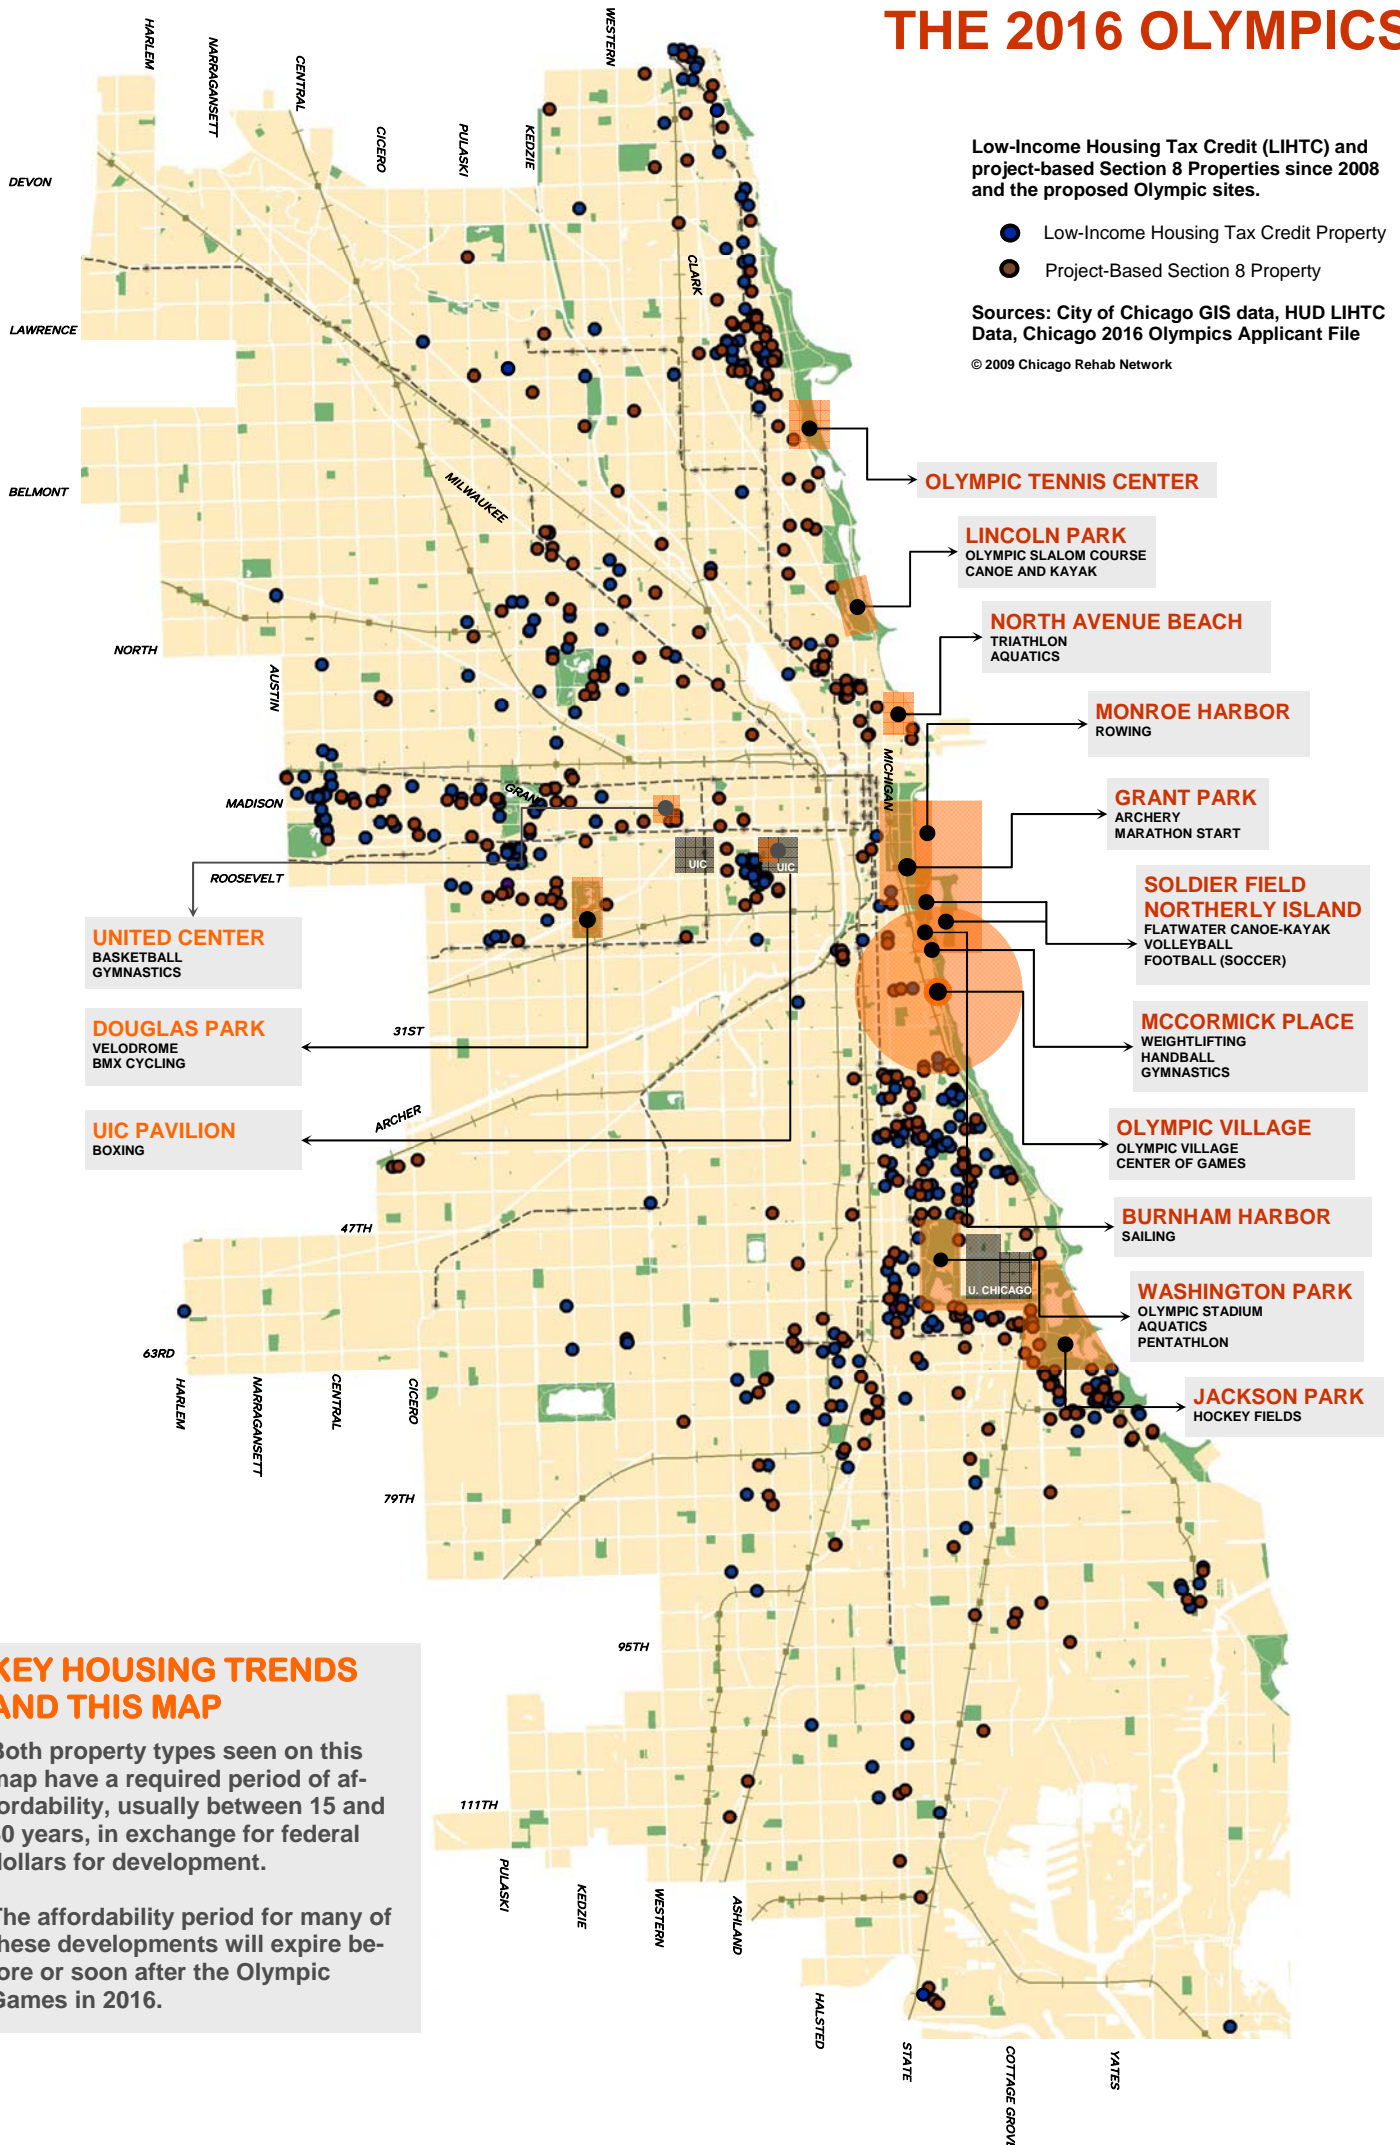 THE 2016 OLYMPICS
Low-Income Housing Tax Credit (LIHTC) and
project-based Section 8 Properties since 2008
and the proposed Olympic sites.
Low-Income Housing Tax Credit Property
Project-Based Section 8 Property
Sources: City of Chicago GIS data, HUD LIHTC
Data, Chicago 2016 Olympics Applicant File
© 2009 Chicago Rehab Network
HARLEM
NARRAGANSETT
CENTRAL
CICERO
PULASKI
KEDZIE
WESTERN
DEVON
CLARK
LAWRENCE
BELMONT
MILWAUKEE
NORTH
AUSTIN
MICHIGAN
MADISON
GRAND
ROOSEVELT
UIC
UIC
31ST
ARCHER
47TH
U. CHICAGO
63RD
HARLEM
NARRAGANSETT
CENTRAL
CICERO
79TH
95TH
111TH
PULASKI
KEDZIE
WESTERN
ASHLAND
HALSTED
STATE
COTTAGE GROVE
YATES
OLYMPIC TENNIS CENTER
LINCOLN PARK
OLYMPIC SLALOM COURSE
CANOE AND KAYAK
NORTH AVENUE BEACH
TRIATHLON
AQUATICS
MONROE HARBOR
ROWING
GRANT PARK
ARCHERY
MARATHON START
SOLDIER FIELD
NORTHERLY ISLAND
FLATWATER CANOE-KAYAK
VOLLEYBALL
FOOTBALL (SOCCER)
MCCORMICK PLACE
WEIGHTLIFTING
HANDBALL
GYMNASTICS
OLYMPIC VILLAGE
OLYMPIC VILLAGE
CENTER OF GAMES
BURNHAM HARBOR
SAILING
WASHINGTON PARK
OLYMPIC STADIUM
AQUATICS
PENTATHLON
JACKSON PARK
HOCKEY FIELDS
UNITED CENTER
BASKETBALL
GYMNASTICS
DOUGLAS PARK
VELODROME
BMX CYCLING
UIC PAVILION
BOXING
KEY HOUSING TRENDS
AND THIS MAP
Both property types seen on this
map have a required period of af-
fordability, usually between 15 and
0 years, in exchange for federal
dollars for development.
The affordability period for many of
these developments will expire be-
fore or soon after the Olympic
Games in 2016.